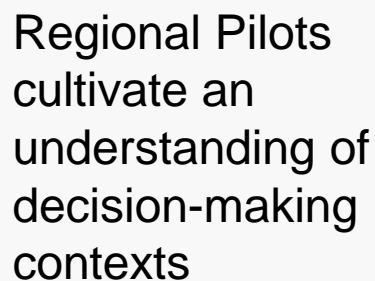 Regional Pilots
cultivate an
understanding of
decision-making
contexts